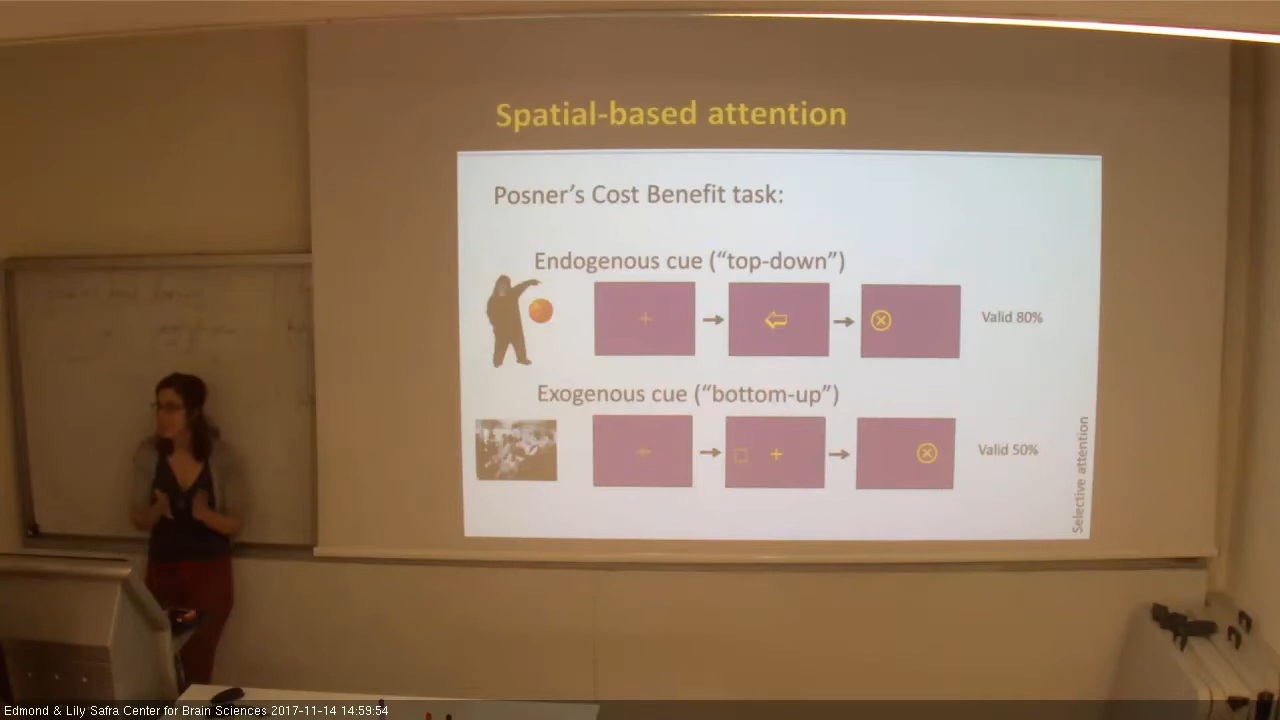 Spatial-based attention
Posner's Cost Benefit task:
Endogenous cue ("top-down")
Valid 80%
Exogenous cue ("bottom-up")
Valid 50%
Selective attention
Edmond & Lily Safra Center for Brain Sciences 2017-11-14 14:59:54